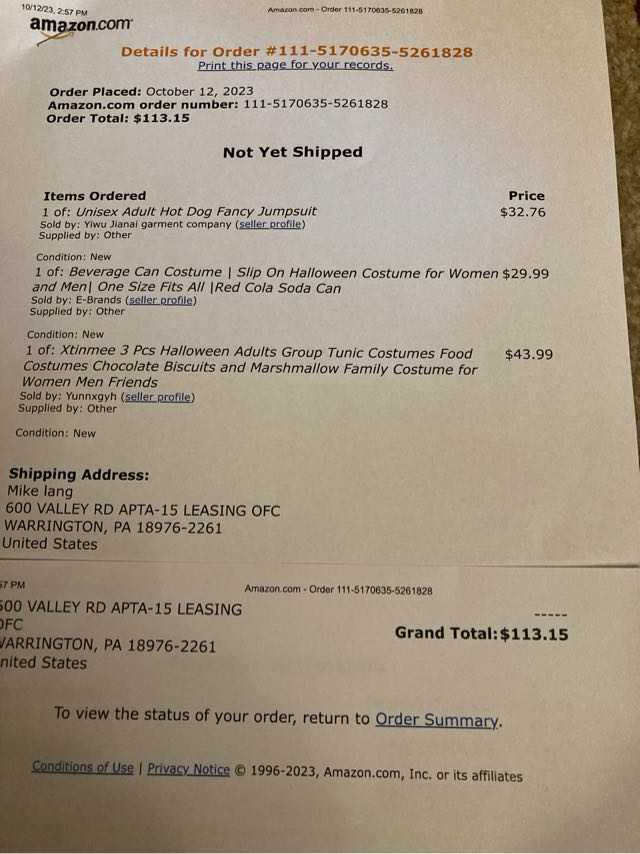 10/12/23, 2:57 PM
Amazon.com - Order 111-5170635-5261828
amazon.com
Details for Order #111-5170635-5261828
Print this page for your records.
Order Placed: October 12, 2023
Amazon.com order number: 111-5170635-5261828
Order Total: $113.15
Not Yet Shipped
Items Ordered Price
1 of: Unisex Adult Hot Dog Fancy Jumpsuit $32.76
Sold by: Yiwu Jianai garment company (seller profile)
Supplied by: Other
Condition: New
1 of: Beverage Can Costume | Slip On Halloween Costume for Women $29.99
and Men| One Size Fits All |Red Cola Soda Can
Sold by: E-Brands (seller profile)
Supplied by: Other
Condition: New
1 of: Xtinmee 3 Pcs Halloween Adults Group Tunic Costumes Food $43.99
Costumes Chocolate Biscuits and Marshmallow Family Costume for
Women Men Friends
Sold by: Yunnxgyh (seller profile)
Supplied by: Other
Condition: New
Shipping Address:
Mike lang
600 VALLEY RD APTA-15 LEASING OFC
WARRINGTON, PA 18976-2261
United States
57 PM
Amazon.com - Order 111-5170635-5261828
600 VALLEY RD APTA-15 LEASING
OFC
WARRINGTON, PA 18976-2261
nited States
-----
Grand Total:$113.15
To view the status of your order, return to Order Summary.
Conditions of Use | Privacy Notice © 1996-2023, Amazon.com, Inc. or its affiliates